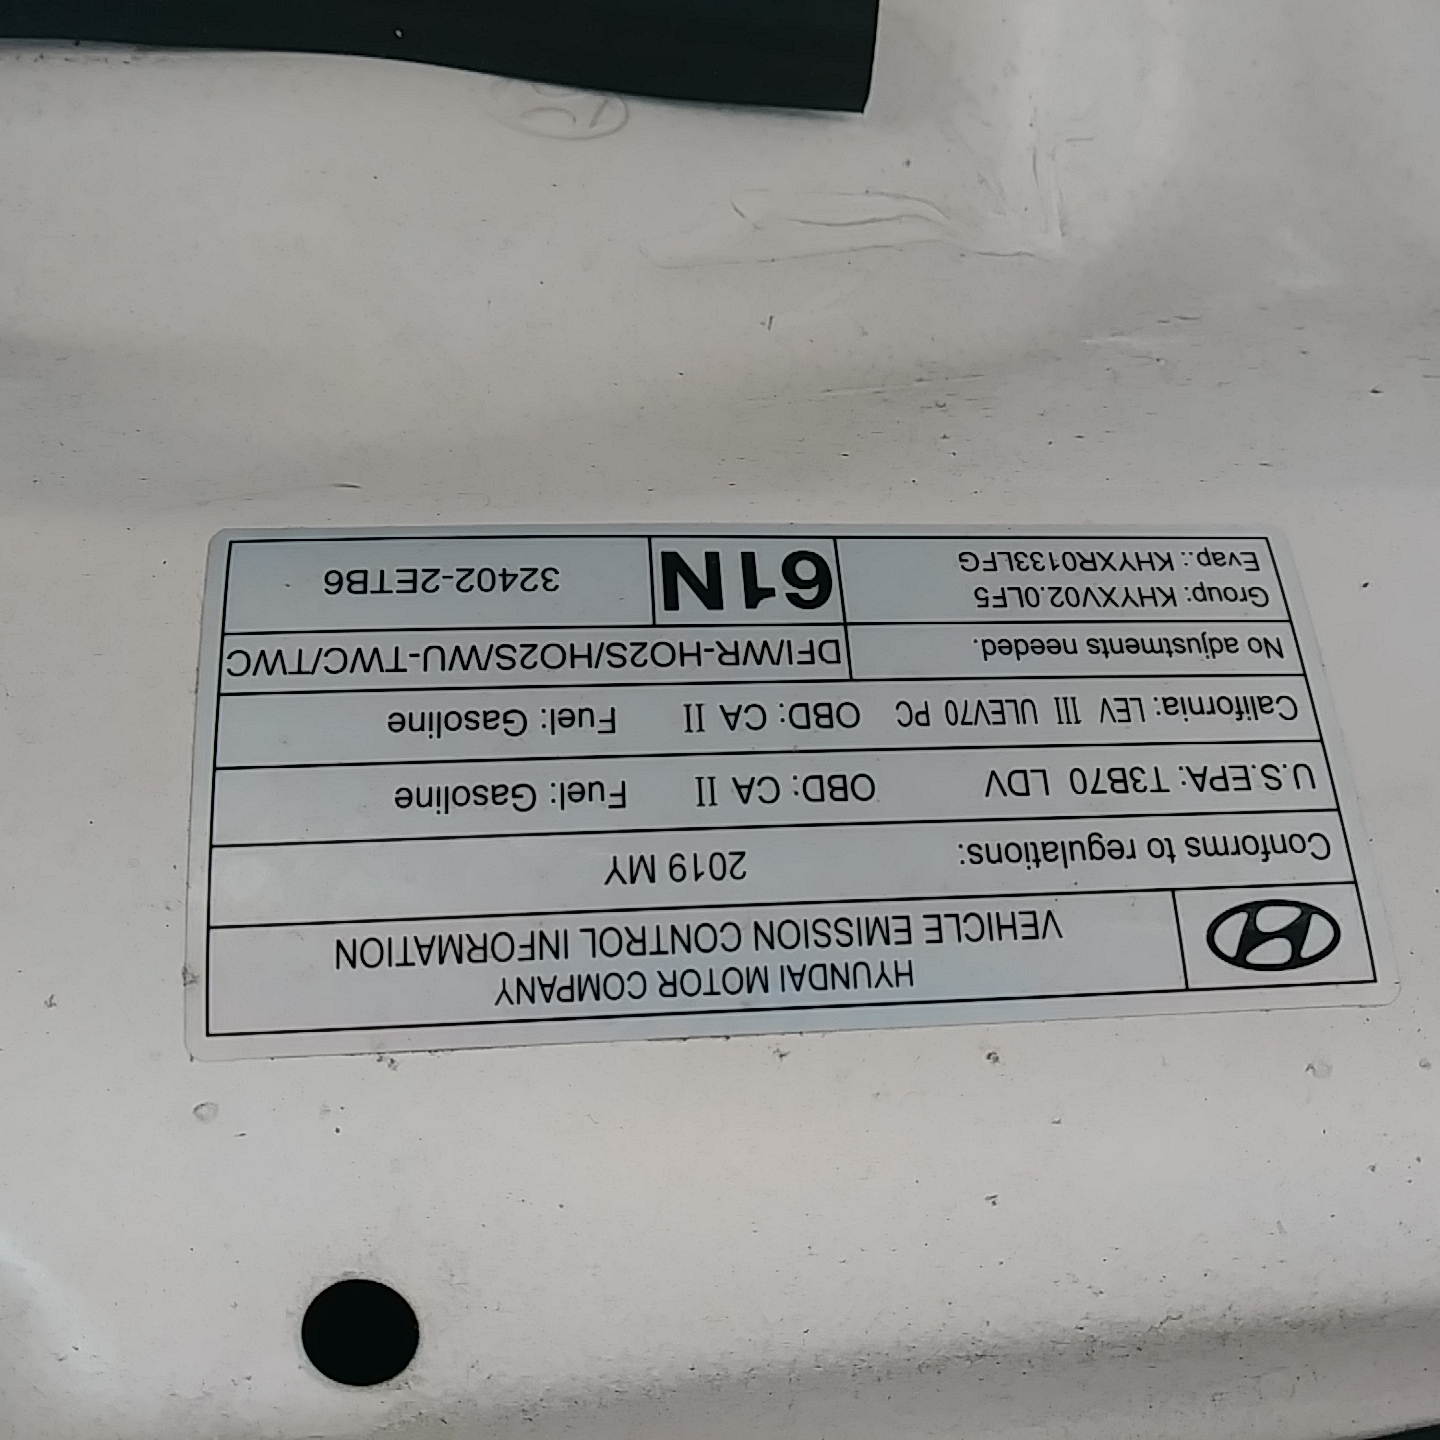 HYUNDAI MOTOR COMPANY
VEHICLE EMISSION CONTROL INFORMATION
Conforms to regulations: 2019 MY
U.S.EPA: T3B70 LDV OBD: CA II Fuel: Gasoline
California: LEV III ULEV70 PC OBD: CA II Fuel: Gasoline
No adjustments needed. DFI/WR-HO2S/HO2S/WU-TWC/TWC
Group: KHYXV02.0LF5
Evap.: KHYXR0133LFG
61N
32402-2ETB6